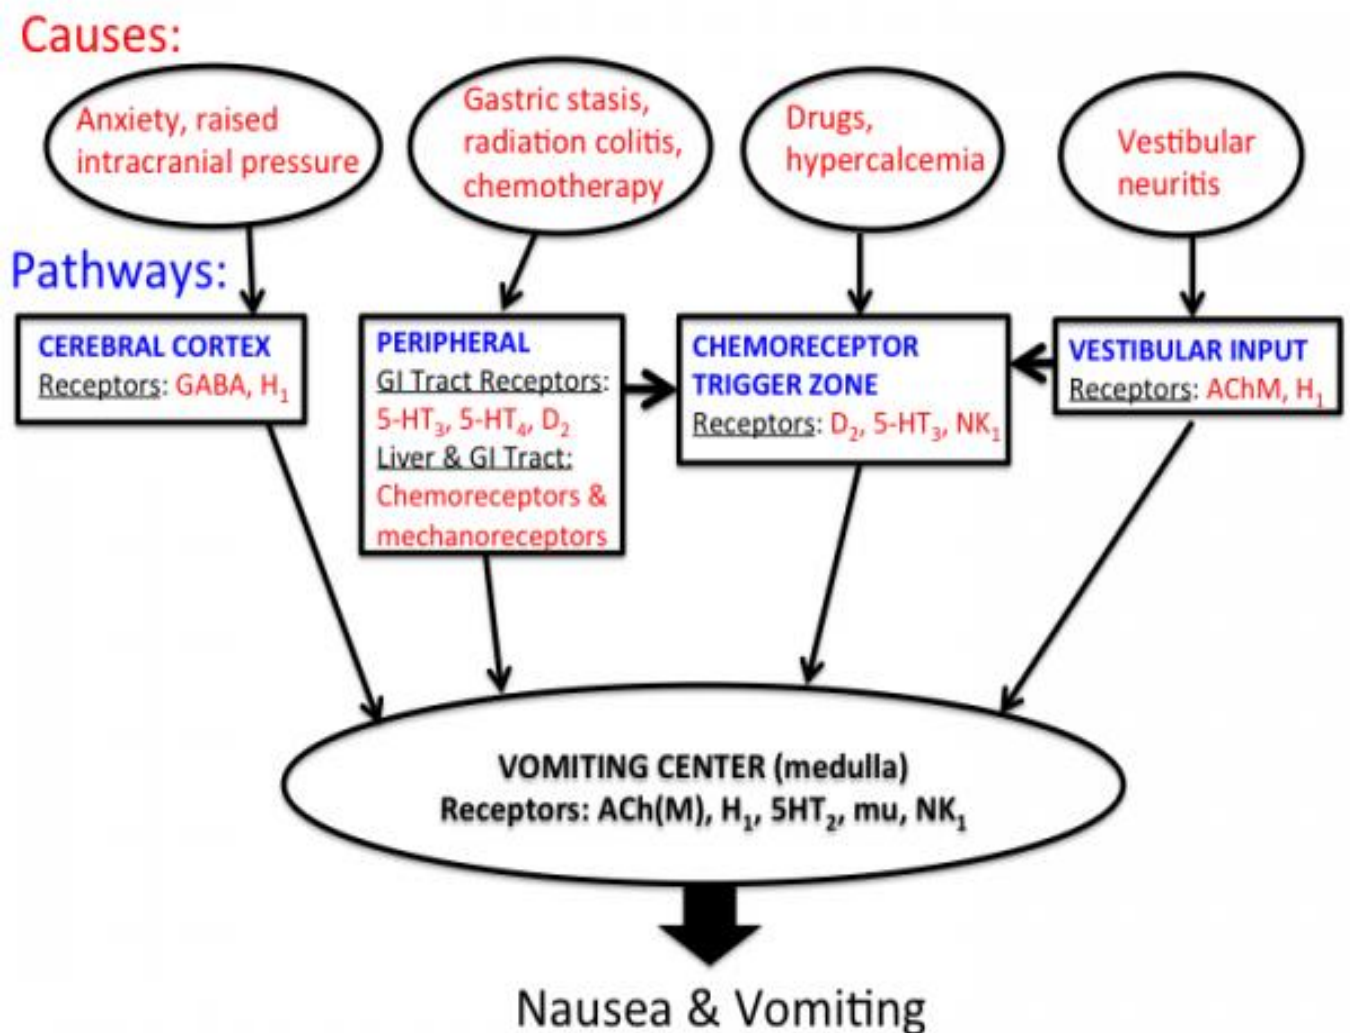 Causes:
Anxiety, raised
intracranial pressure
Gastric stasis,
radiation colitis,
chemotherapy
Drugs,
hypercalcemia
Vestibular
neuritis
Pathways:
CEREBRAL CORTEX
Receptors: GABA, H₁
PERIPHERAL
GI Tract Receptors:
5-HT₃, 5-HT₄, D₂
Liver & GI Tract:
Chemoreceptors &
mechanoreceptors
CHEMORECEPTOR
TRIGGER ZONE
Receptors: D₂, 5-HT₃, NK₁
VESTIBULAR INPUT
Receptors: AChM, H₁
VOMITING CENTER (medulla)
Receptors: ACh(M), H₁, 5HT₂, mu, NK₁
Nausea & Vomiting